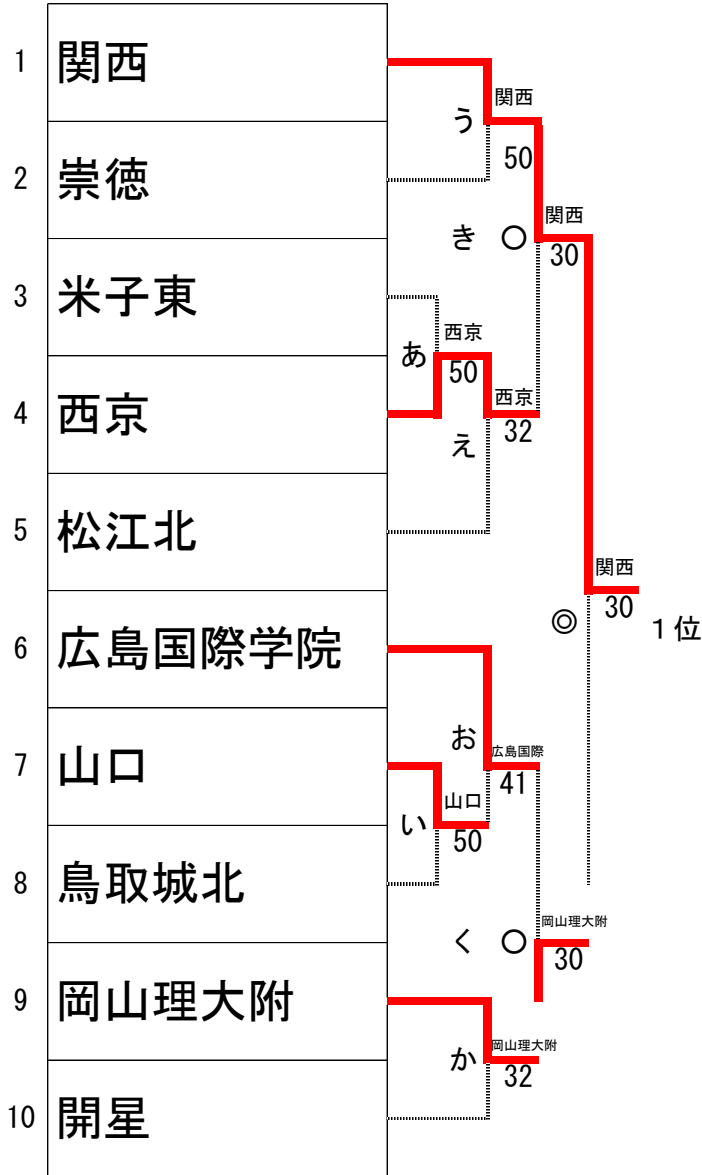 1 関西
関西
う
50
2 崇徳
関西
き ○
30
3 米子東
西京
あ
50
西京
4 西京
32
え
5 松江北
関西
30
◎ 1位
6 広島国際学院
お
広島国際
41
7 山口
山口
い
50
8 鳥取城北
岡山理大附
く ○
30
9 岡山理大附
岡山理大附
か
32
10 開星